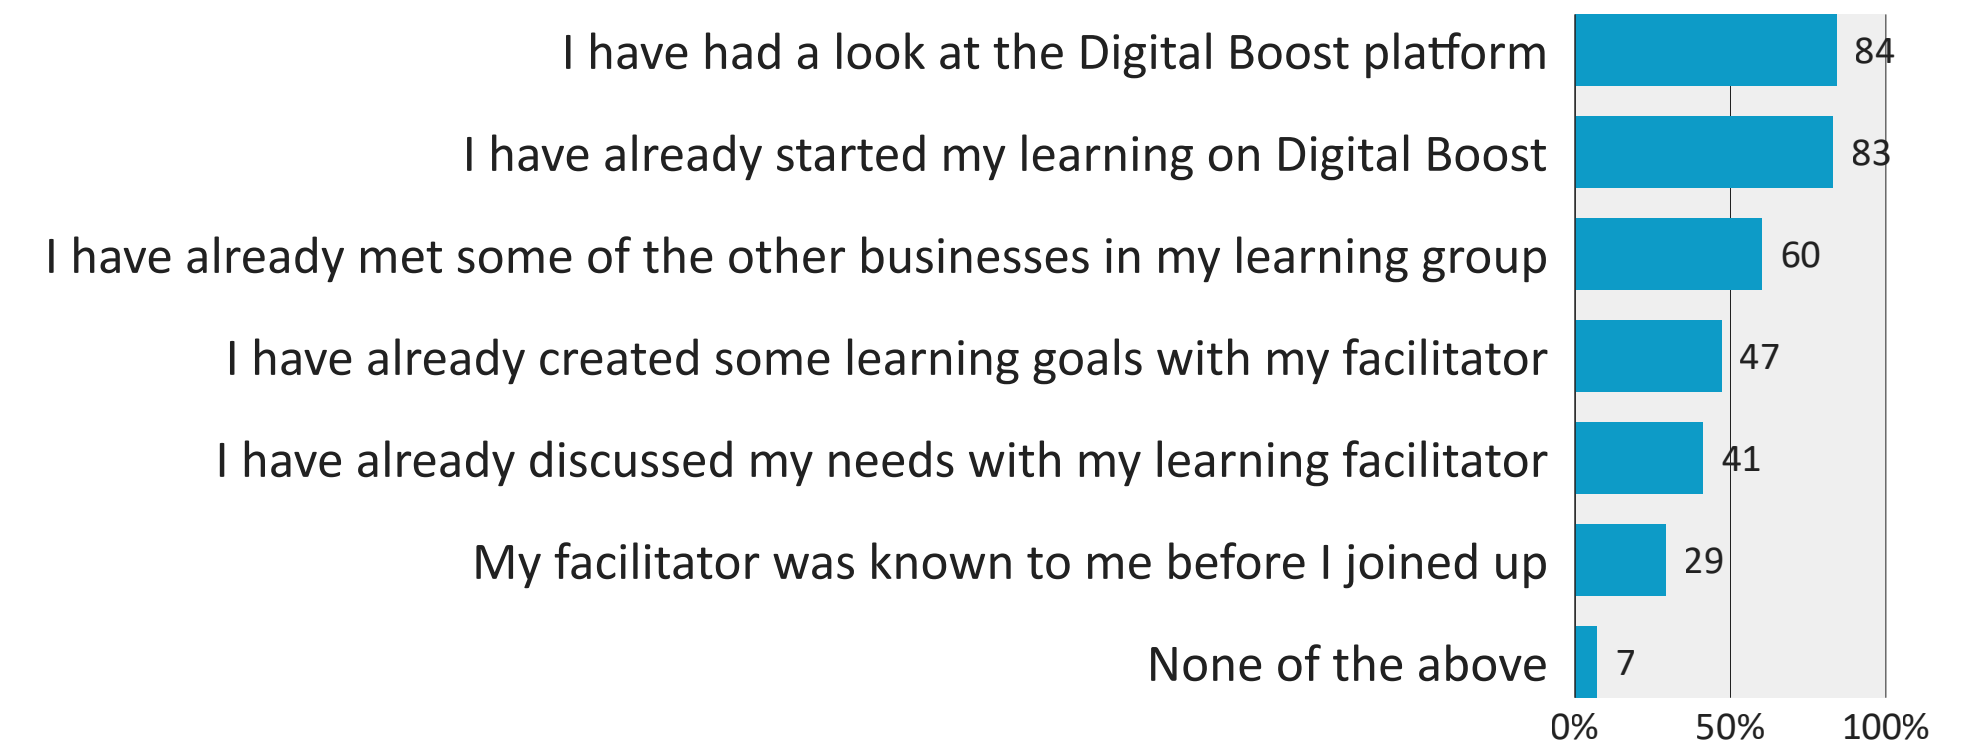 I have had a look at the Digital Boost platform 84
I have already started my learning on Digital Boost 83
I have already met some of the other businesses in my learning group 60
I have already created some learning goals with my facilitator 47
I have already discussed my needs with my learning facilitator 41
My facilitator was known to me before I joined up 29
None of the above 7
0% 50% 100%